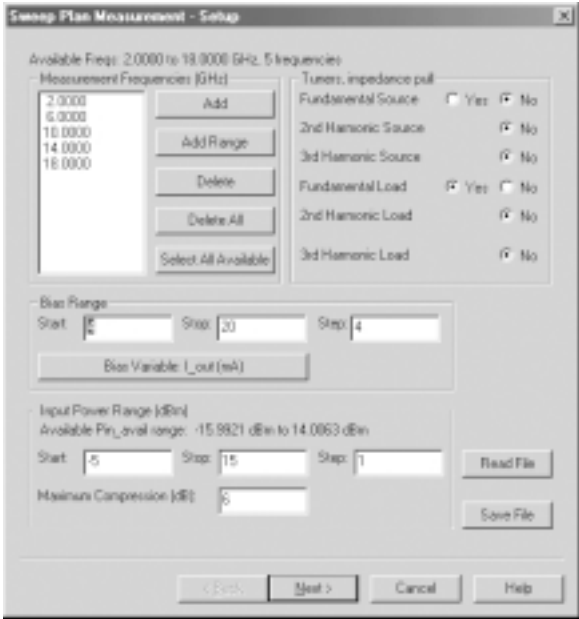 Sweep Plan Measurement - Setup
Available Freqs: 2.0000 to 18.0000 GHz, 5 frequencies
Measurement Frequencies (GHz)
2.0000
6.0000
10.0000
14.0000
18.0000
Add
Add Range
Delete
Delete All
Select All Available
Tuners, impedance pull
Fundamental Source Yes No
2nd Harmonic Source No
3rd Harmonic Source No
Fundamental Load Yes No
2nd Harmonic Load No
3rd Harmonic Load No
Bias Range
Start: Stop: 20 Step: 4
Bias Variable: I_out (mA)
Input Power Range (dBm)
Available Pin_avail range: -15.9921 dBm to 14.0063 dBm
Start: -5 Stop: 15 Step: 1
Maximum Compression (dB): 6
Read File
Save File
< Back Next > Cancel Help